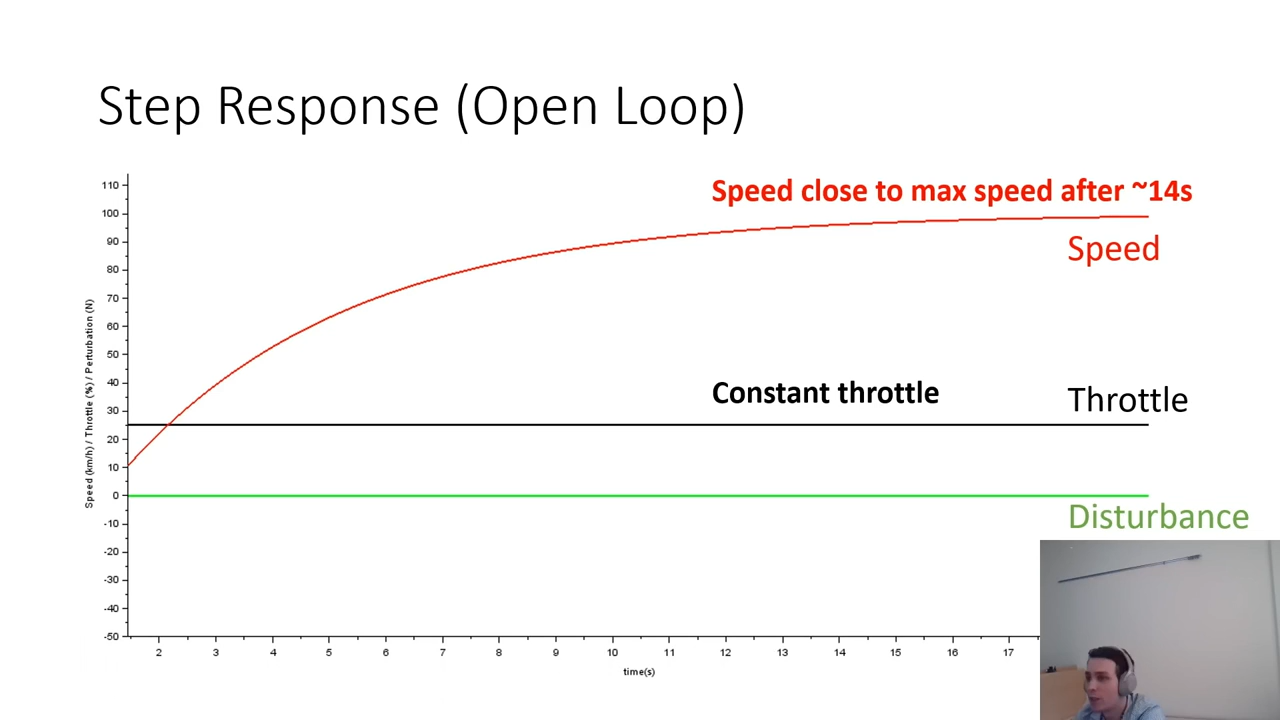 Step Response (Open Loop)
Speed close to max speed after ~14s
Speed
Constant throttle
Throttle
Disturbance
Speed (km/h) / Throttle (%) / Perturbation (N)
110
100
90
80
70
60
50
40
30
20
10
0
-10
-20
-30
-40
-50
2 3 4 5 6 7 8 9 10 11 12 13 14 15 16 17
time(s)